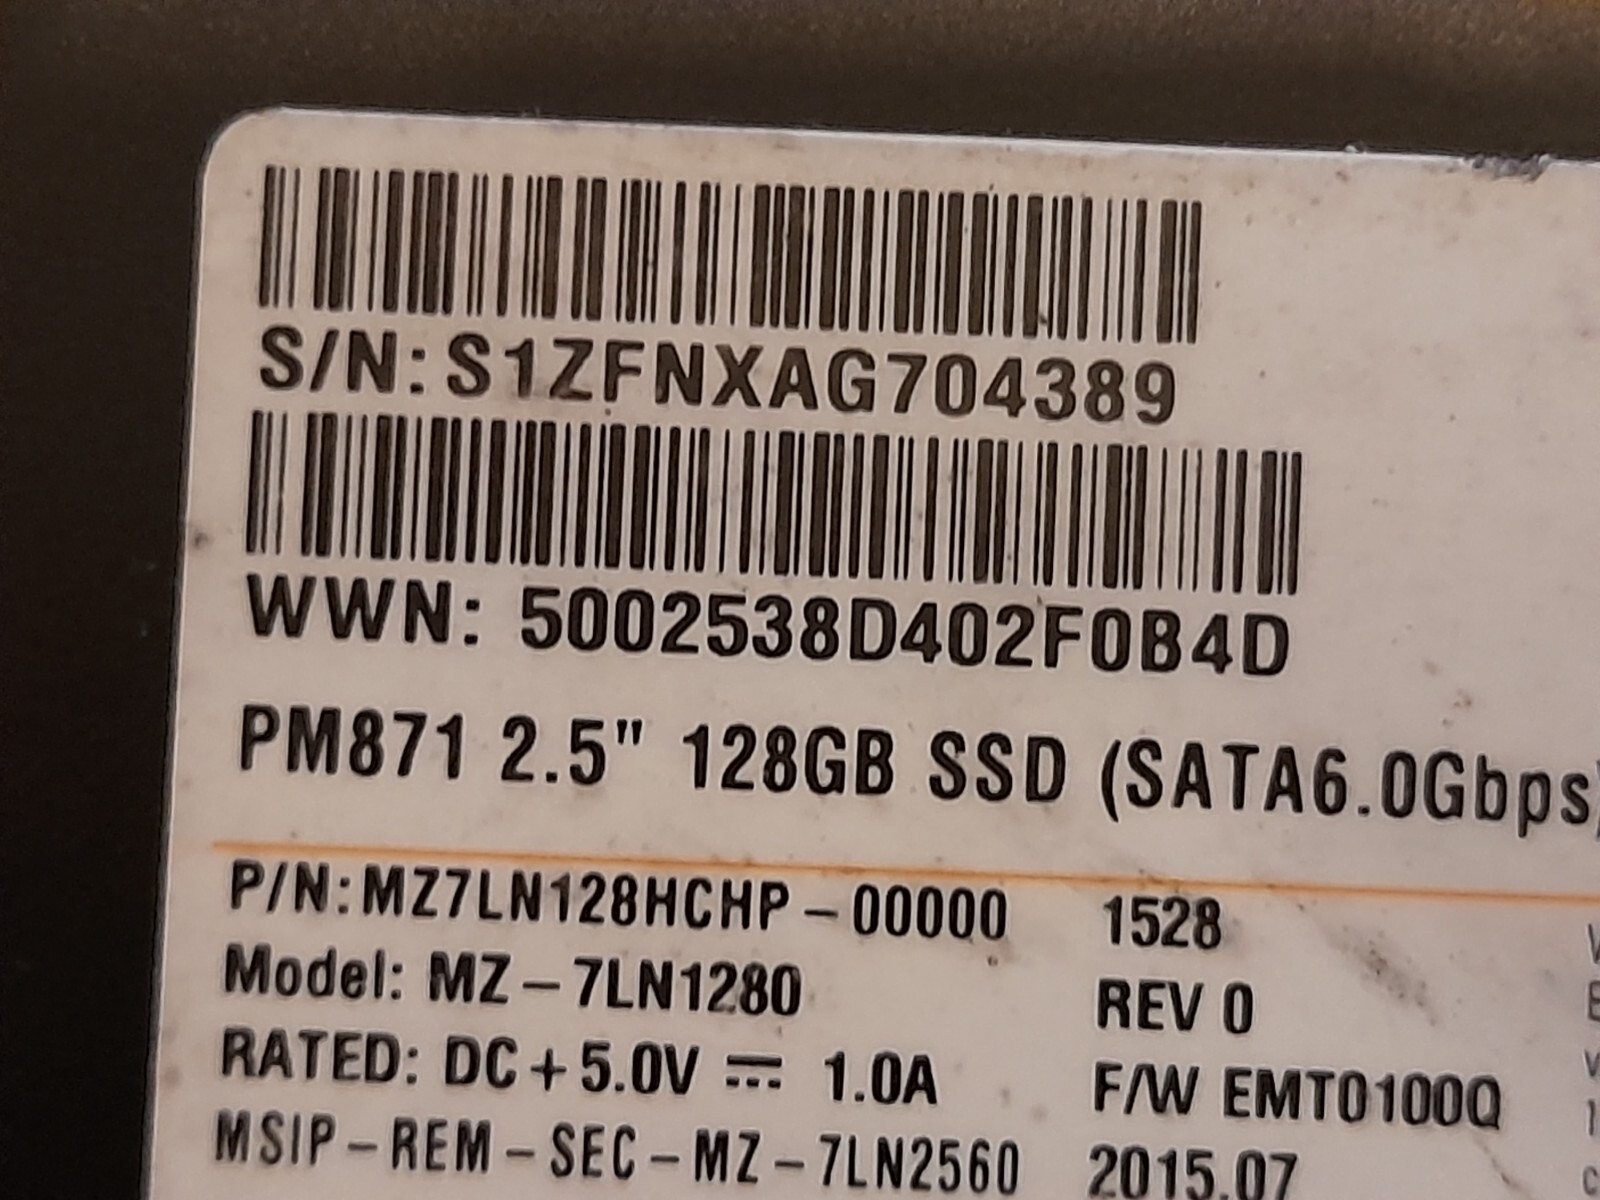 S/N: S1ZFNXAG704389
WWN: 5002538D402F0B4D
PM871 2.5" 128GB SSD (SATA6.0Gbps)
P/N: MZ7LN128HCHP-00000 1528
Model: MZ-7LN1280 REV 0
RATED: DC+5.0V ⎓ 1.0A F/W EMT0100Q
MSIP-REM-SEC-MZ-7LN2560 2015.07